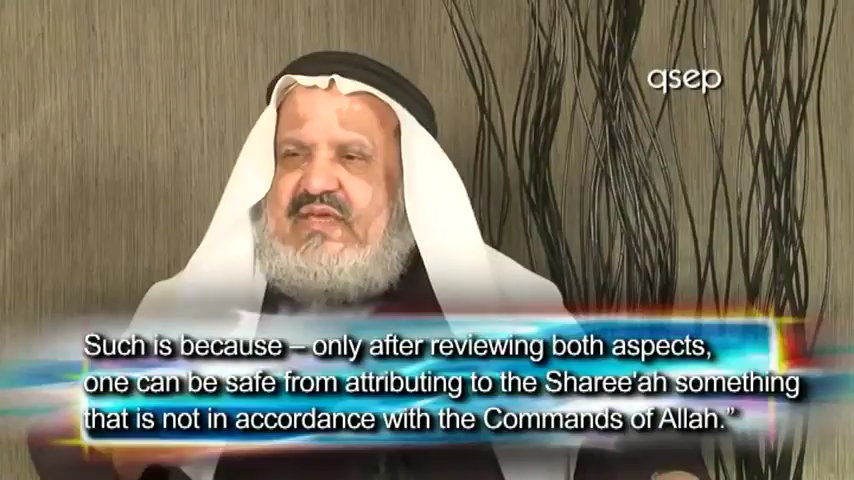 qsep
Such is because – only after reviewing both aspects,
one can be safe from attributing to the Sharee'ah something
that is not in accordance with the Commands of Allah.”